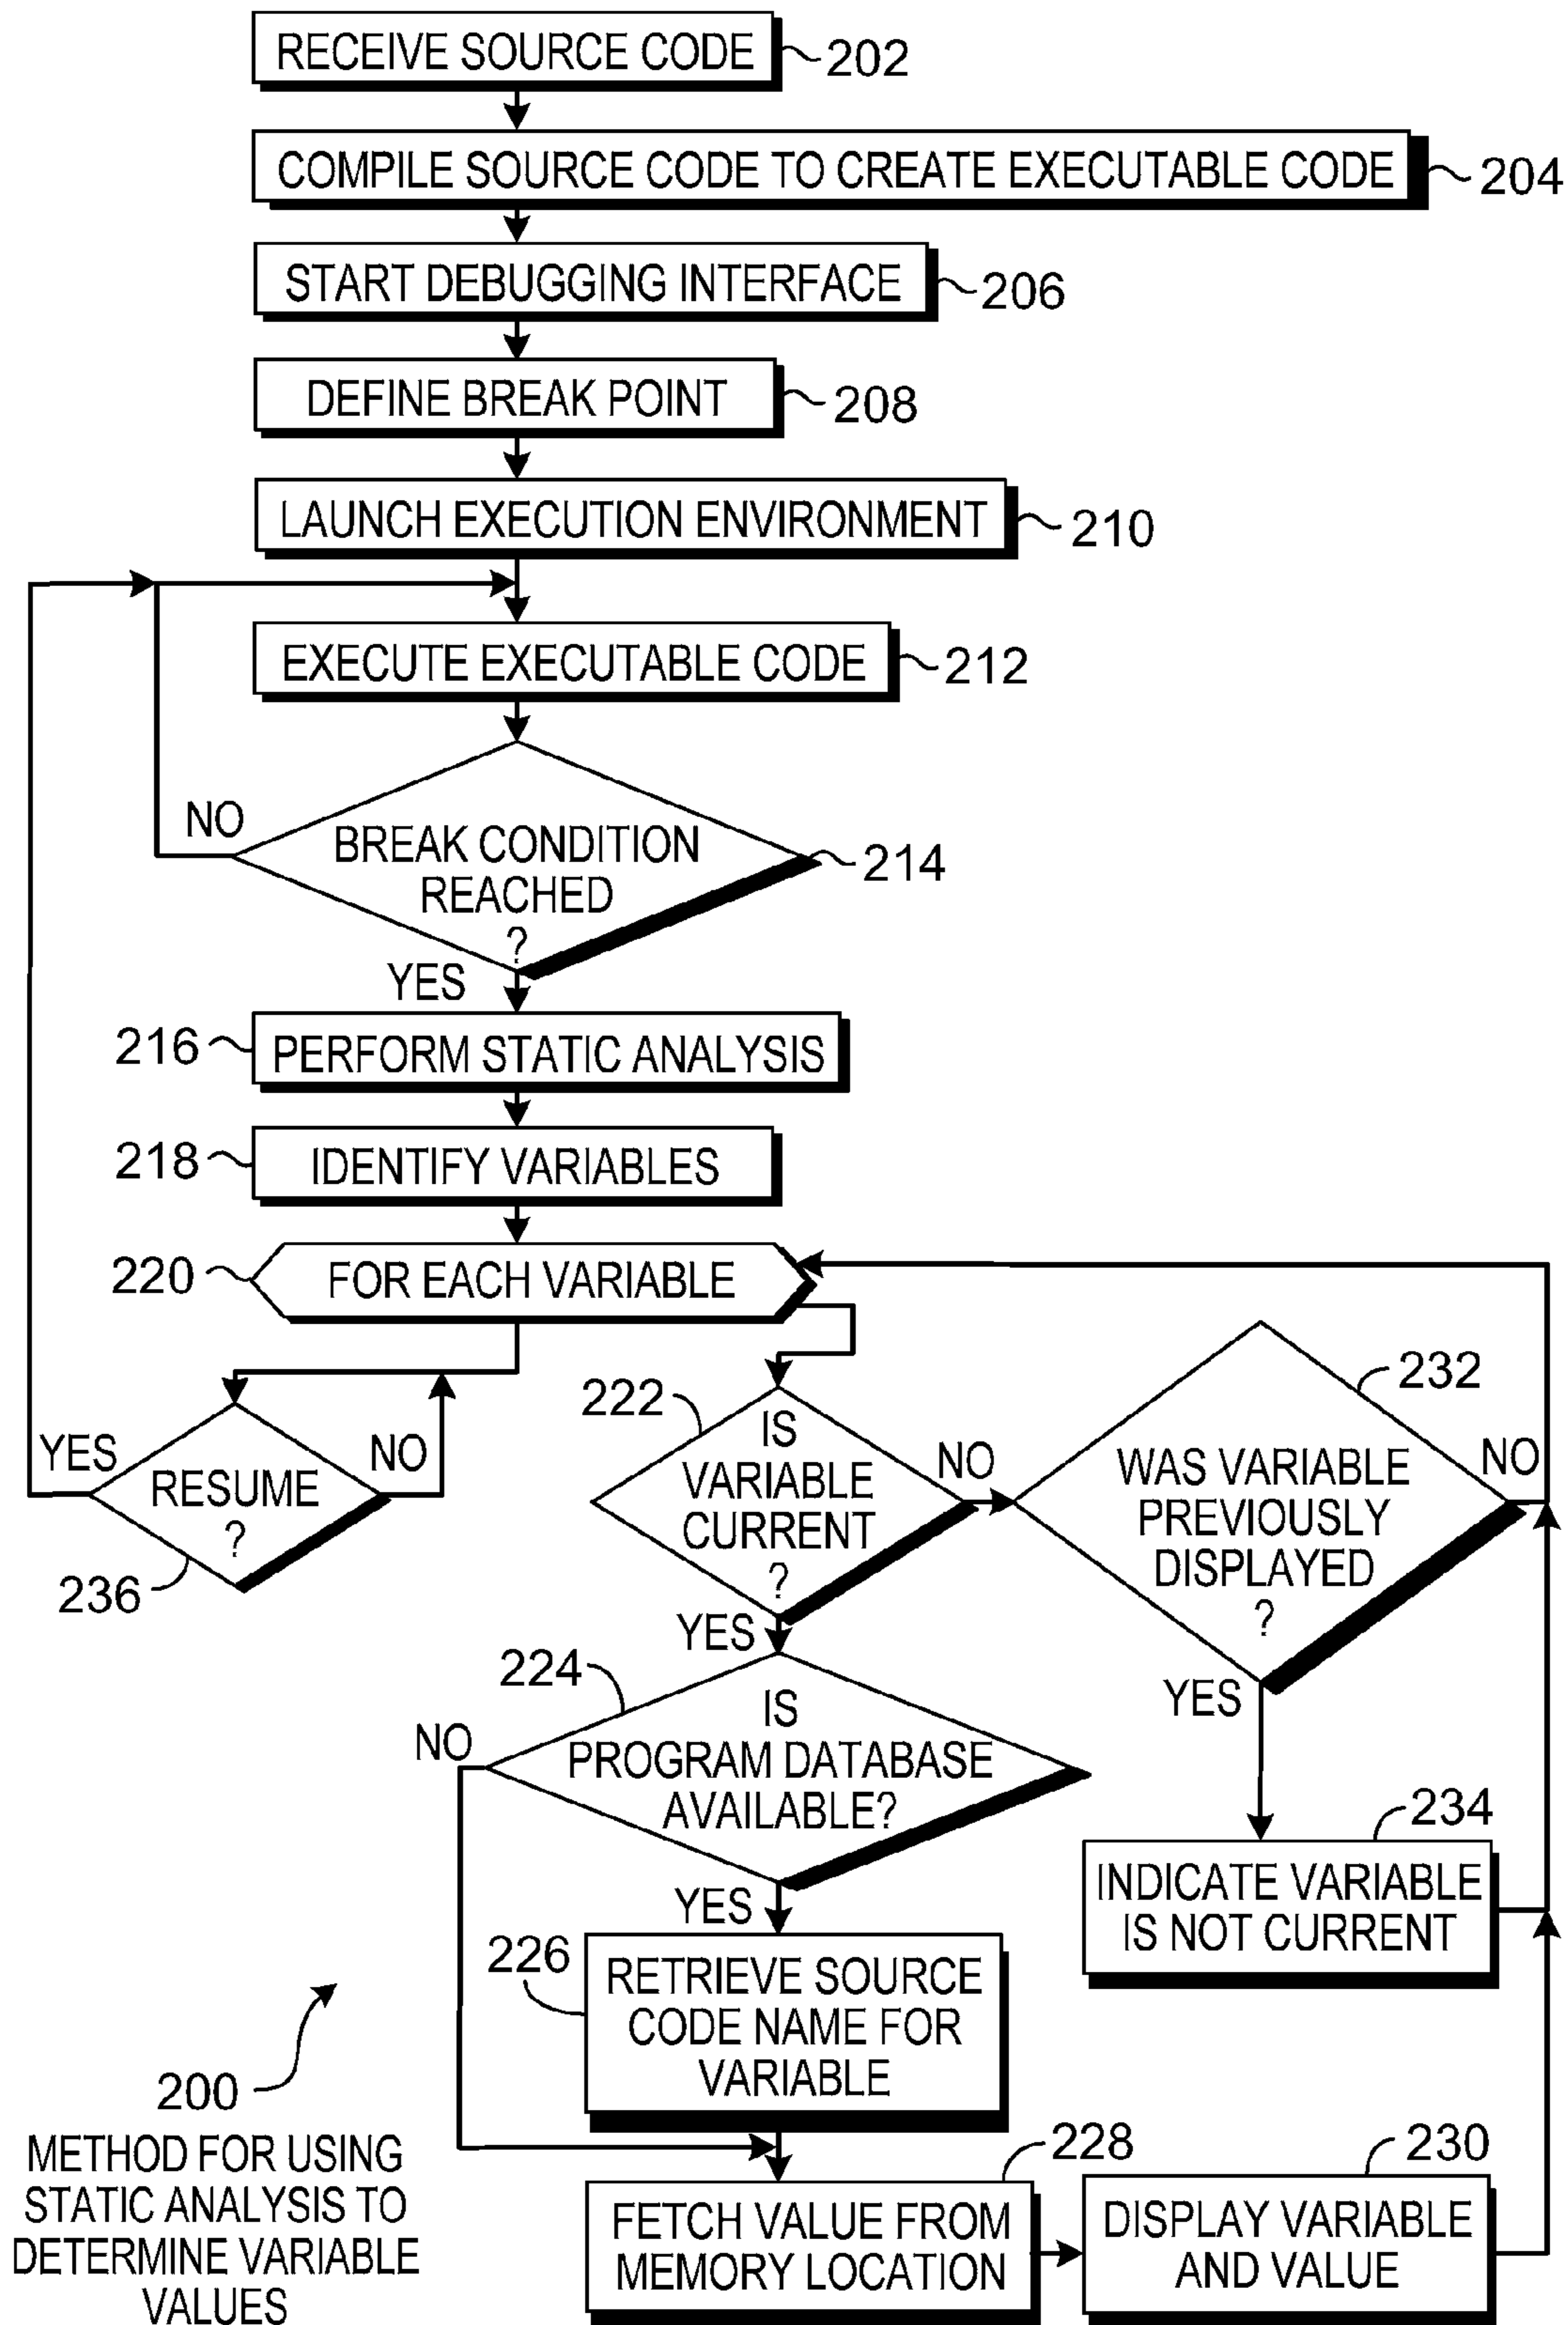 RECEIVE SOURCE CODE
202
COMPILE SOURCE CODE TO CREATE EXECUTABLE CODE
204
START DEBUGGING INTERFACE
206
DEFINE BREAK POINT
208
LAUNCH EXECUTION ENVIRONMENT
210
EXECUTE EXECUTABLE CODE
212
NO
BREAK CONDITION
REACHED
?
214
YES
216
PERFORM STATIC ANALYSIS
218
IDENTIFY VARIABLES
220
FOR EACH VARIABLE
YES
RESUME
?
NO
236
222
IS
VARIABLE
CURRENT
?
NO
YES
232
WAS VARIABLE
PREVIOUSLY
DISPLAYED
?
NO
YES
224
IS
PROGRAM DATABASE
AVAILABLE?
NO
YES
234
INDICATE VARIABLE
IS NOT CURRENT
226
RETRIEVE SOURCE
CODE NAME FOR
VARIABLE
228
FETCH VALUE FROM
MEMORY LOCATION
230
DISPLAY VARIABLE
AND VALUE
200
METHOD FOR USING
STATIC ANALYSIS TO
DETERMINE VARIABLE
VALUES